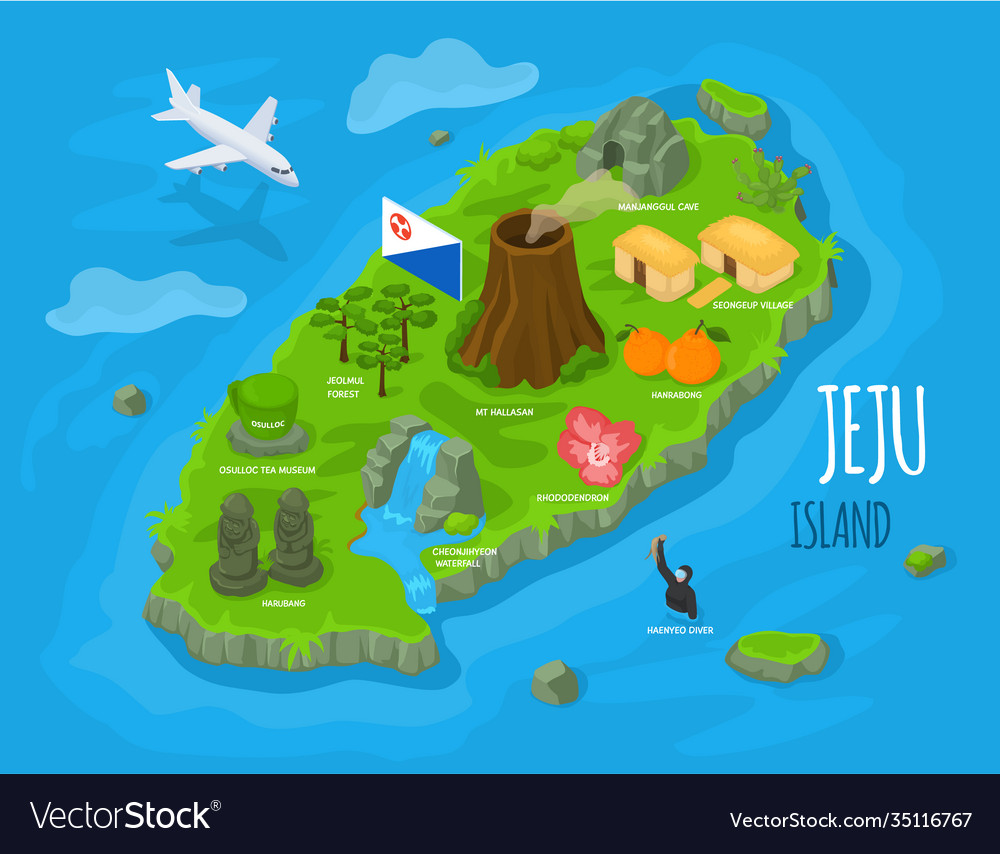 MANJANGGUL CAVE
SEONGEUP VILLAGE
JEOLMUL
FOREST
HANRABONG
MT HALLASAN
OSULLOC
OSULLOC TEA MUSEUM
RHODODENDRON
JEJU
ISLAND
CHEONJIHYEON
WATERFALL
HARUBANG
HAENYEO DIVER
VectorStock®
VectorStock.com/35116767